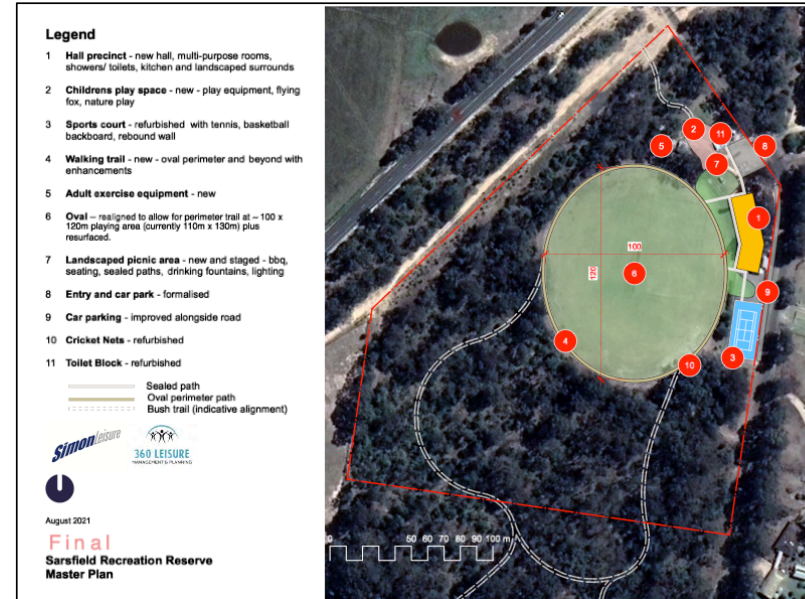 Legend
1 Hall precinct - new hall, multi-purpose rooms,
showers/ toilets, kitchen and landscaped surrounds
2 Childrens play space - new - play equipment, flying
fox, nature play
3 Sports court - refurbished with tennis, basketball
backboard, rebound wall
4 Walking trail - new - oval perimeter and beyond with
enhancements
5 Adult exercise equipment - new
6 Oval – realigned to allow for perimeter trail at ~ 100 x
120m playing area (currently 110m x 130m) plus
resurfaced.
7 Landscaped picnic area - new and staged - bbq,
seating, sealed paths, drinking fountains, lighting
8 Entry and car park - formalised
9 Car parking - improved alongside road
10 Cricket Nets - refurbished
11 Toilet Block - refurbished
Sealed path
Oval perimeter path
Bush trail (indicative alignment)
Simon Leisure
360 LEISURE
MANAGEMENT & PLANNING
August 2021
Final
Sarsfield Recreation Reserve
Master Plan
2
11
5
8
7
1
100
120
6
9
4
3
10
0 50 60 70 80 90 100 m